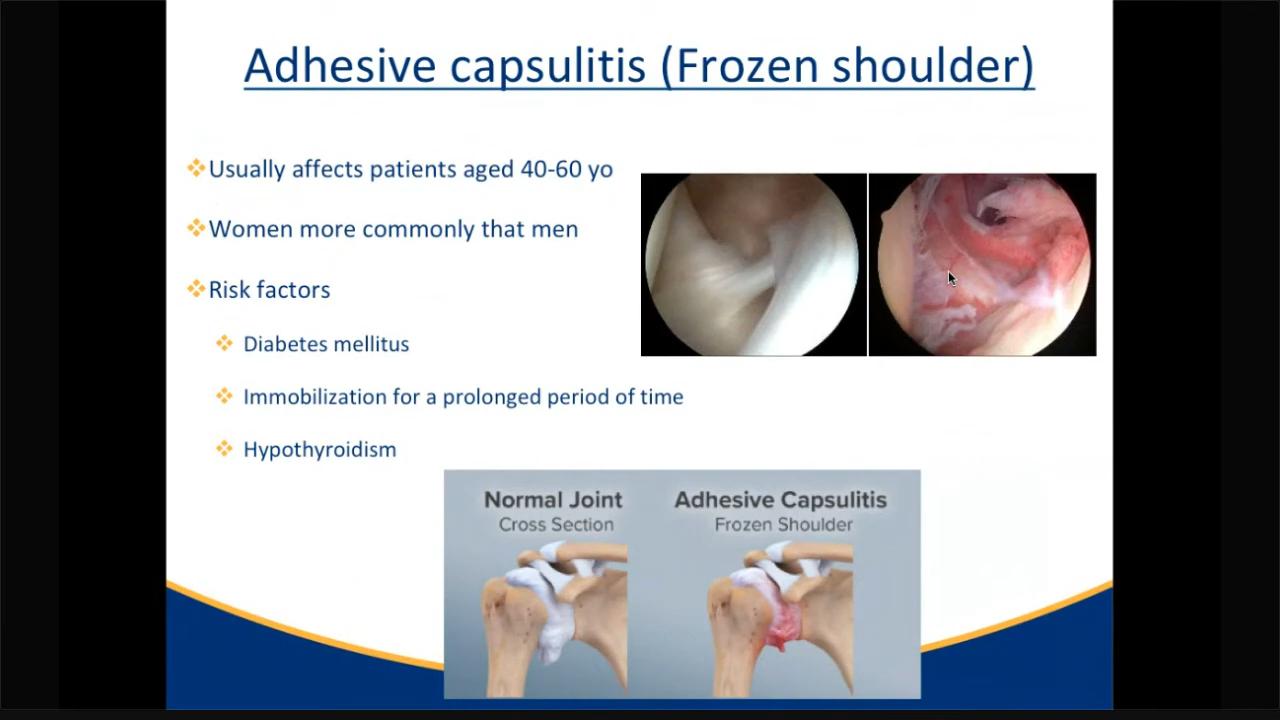 Adhesive capsulitis (Frozen shoulder)
Usually affects patients aged 40-60 yo
Women more commonly that men
Risk factors
Diabetes mellitus
Immobilization for a prolonged period of time
Hypothyroidism
Normal Joint
Cross Section
Adhesive Capsulitis
Frozen Shoulder